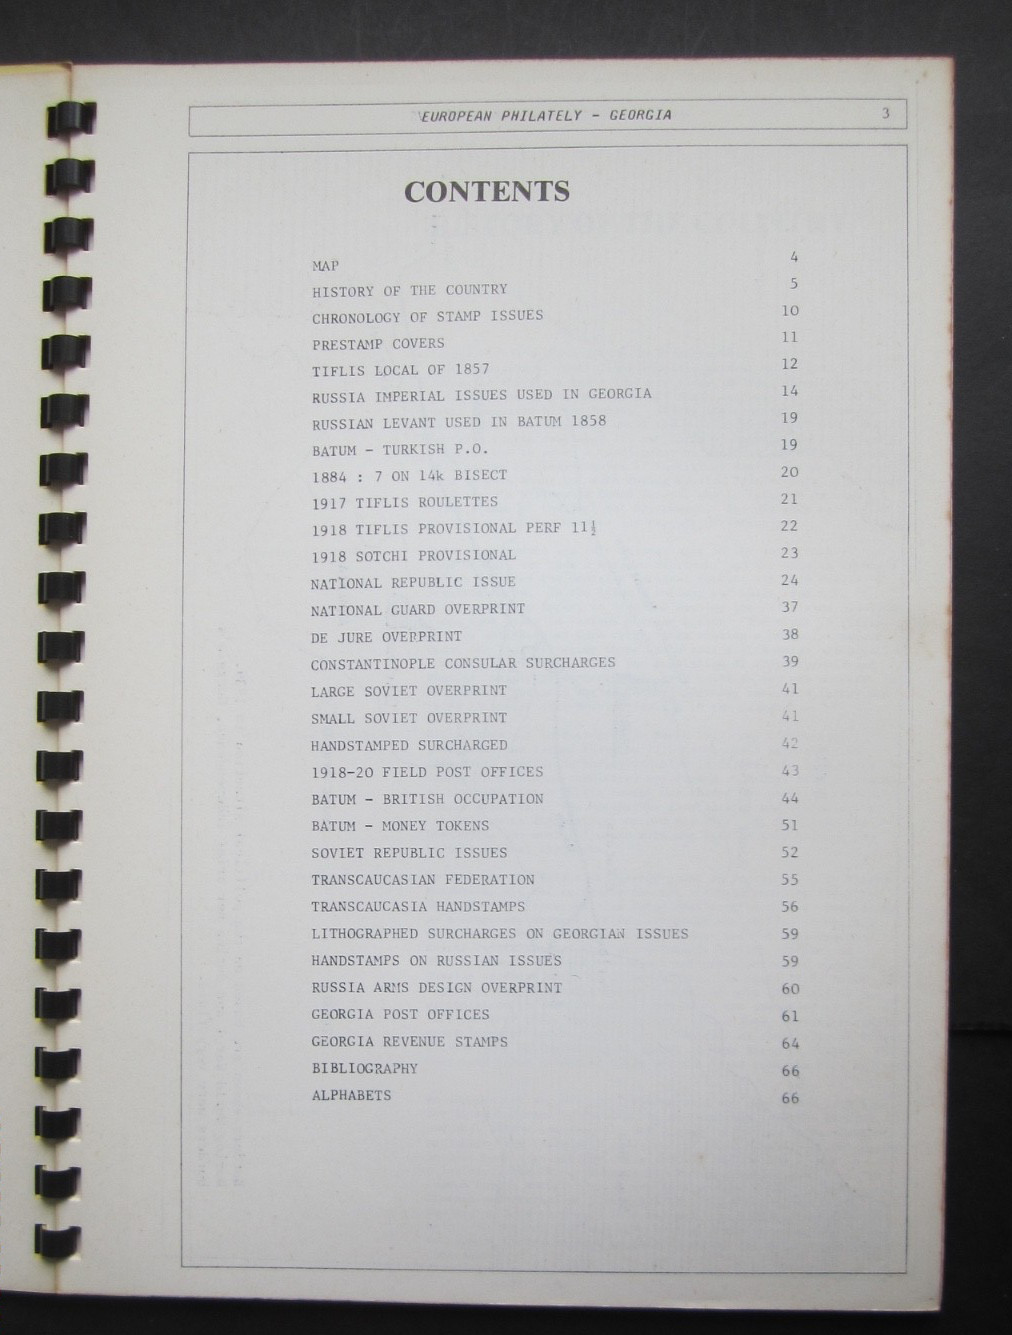 EUROPEAN PHILATELY - GEORGIA 3
CONTENTS
MAP 4
HISTORY OF THE COUNTRY 5
CHRONOLOGY OF STAMP ISSUES 10
PRESTAMP COVERS 11
TIFLIS LOCAL OF 1857 12
RUSSIA IMPERIAL ISSUES USED IN GEORGIA 14
RUSSIAN LEVANT USED IN BATUM 1858 19
BATUM - TURKISH P.O. 19
1884 : 7 ON 14k BISECT 20
1917 TIFLIS ROULETTES 21
1918 TIFLIS PROVISIONAL PERF 11½ 22
1918 SOTCHI PROVISIONAL 23
NATIONAL REPUBLIC ISSUE 24
NATIONAL GUARD OVERPRINT 37
DE JURE OVERPRINT 38
CONSTANTINOPLE CONSULAR SURCHARGES 39
LARGE SOVIET OVERPRINT 41
SMALL SOVIET OVERPRINT 41
HANDSTAMPED SURCHARGED 42
1918-20 FIELD POST OFFICES 43
BATUM - BRITISH OCCUPATION 44
BATUM - MONEY TOKENS 51
SOVIET REPUBLIC ISSUES 52
TRANSCAUCASIAN FEDERATION 55
TRANSCAUCASIA HANDSTAMPS 56
LITHOGRAPHED SURCHARGES ON GEORGIAN ISSUES 59
HANDSTAMPS ON RUSSIAN ISSUES 59
RUSSIA ARMS DESIGN OVERPRINT 60
GEORGIA POST OFFICES 61
GEORGIA REVENUE STAMPS 64
BIBLIOGRAPHY 66
ALPHABETS 66